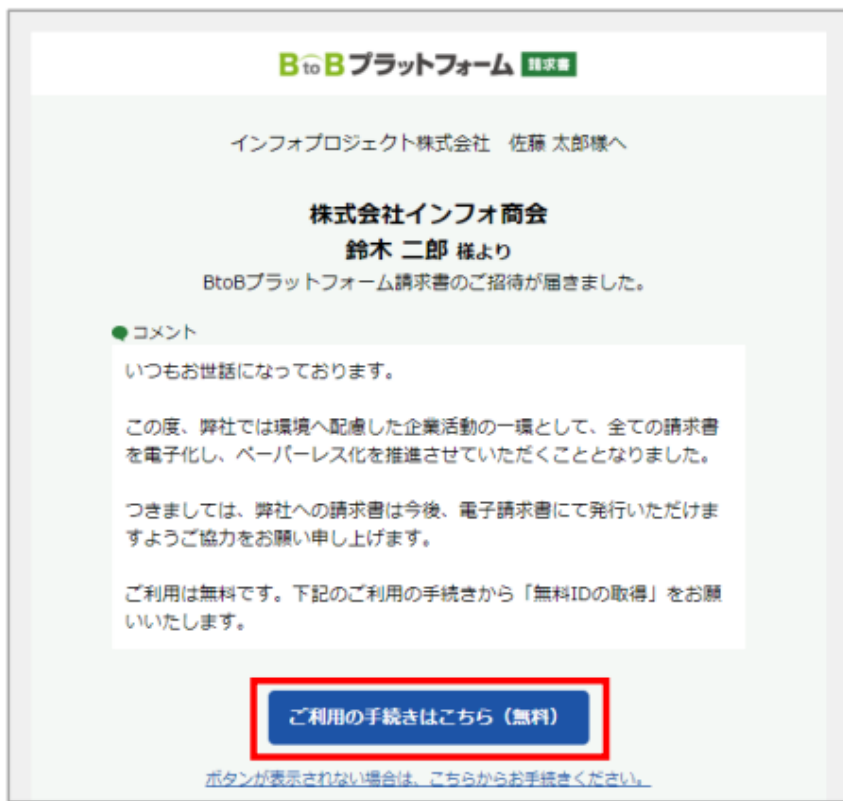 BtoBプラットフォーム 請求書
インフォプロジェクト株式会社 佐藤 太郎様へ
株式会社インフォ商会
鈴木 二郎 様より
BtoBプラットフォーム請求書のご招待が届きました。
コメント
いつもお世話になっております。
この度、弊社では環境へ配慮した企業活動の一環として、全ての請求書
を電子化し、ペーパーレス化を推進させていただくこととなりました。
つきましては、弊社への請求書は今後、電子請求書にて発行いただけま
すようご協力をお願い申し上げます。
ご利用は無料です。下記のご利用の手続きから「無料IDの取得」をお願
いいたします。
ご利用の手続きはこちら（無料）
ボタンが表示されない場合は、こちらからお手続きください。